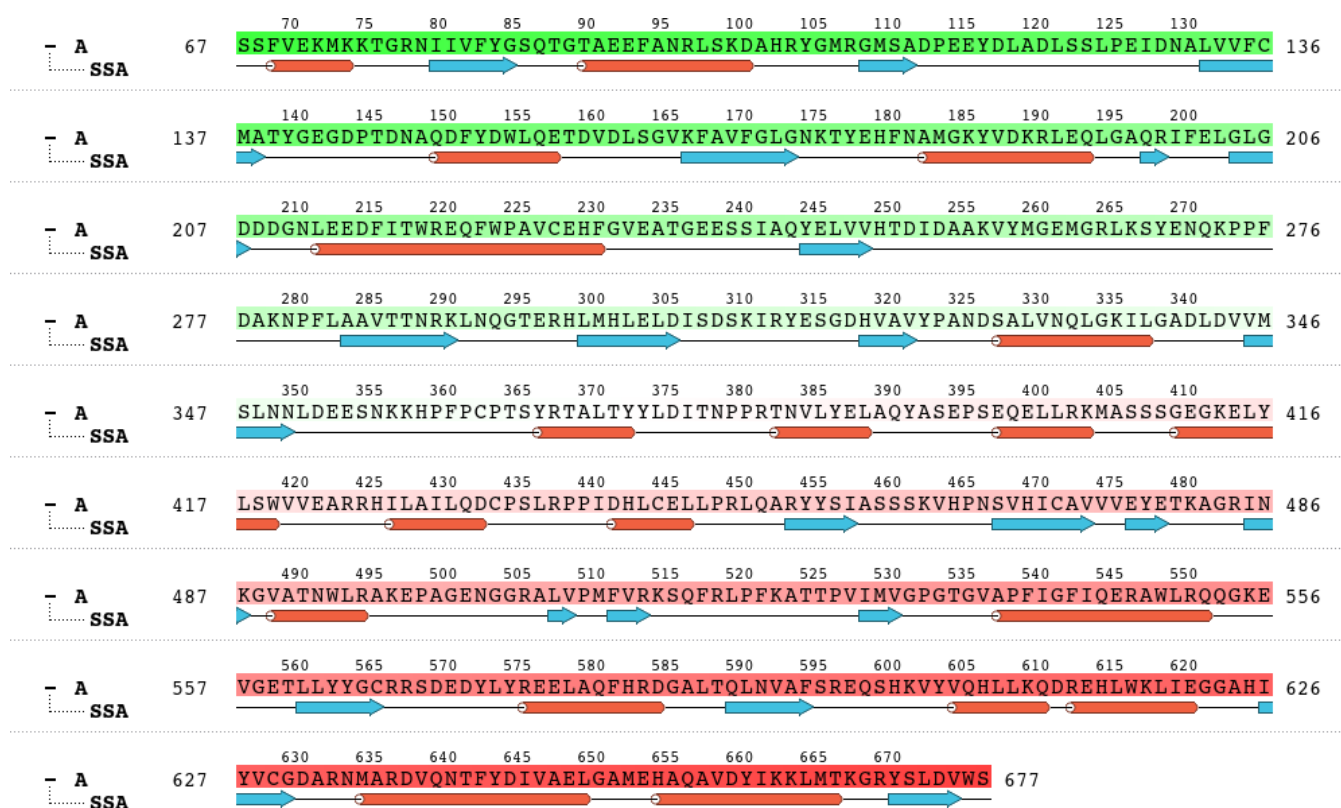 70 75 80 85 90 95 100 105 110 115 120 125 130
- A 67 SSFVEKMKKTGRNIIVFYGSQTGTAEEFANRLSKDAHRYGMRGMSADPEEYDLADLSSLPEIDNALVVFC 136
SSA
140 145 150 155 160 165 170 175 180 185 190 195 200
- A 137 MATYGEGDPTDNAQDFYDWLQETDVDLSGVKFAVFGLGNKTYEHFNAMGKYVDKRLEQLGAQRIFELGLG 206
SSA
210 215 220 225 230 235 240 245 250 255 260 265 270
- A 207 DDDGNLEEDFITWREQFWPAVCEHFGVEATGEESSIAQYELVVHTDIDAAKVYMGEMGRLKSYENQKPPF 276
SSA
280 285 290 295 300 305 310 315 320 325 330 335 340
- A 277 DAKNPFLAAVTTNRKLNQGTERHLMHLELDISDSKIRYESGDHVAVYPANDSALVNQLGKILGADLDVVM 346
SSA
350 355 360 365 370 375 380 385 390 395 400 405 410
- A 347 SLNNLDEESNKKHPFPCPTSYRTALTYYLDITNPPRTNVLYELAQYASEPSEQELLRKMASSSGEGKELY 416
SSA
420 425 430 435 440 445 450 455 460 465 470 475 480
- A 417 LSWVVEARRHILAILQDCPSLRPPIDHLCELLPRLQARYYSIASSSKVHPNSVHICAVVVEYETKAGRIN 486
SSA
490 495 500 505 510 515 520 525 530 535 540 545 550
- A 487 KGVATNWLRAKEPAGENGGRALVPMFVRKSQFRLPFKATTPVIMVGPGTGVAPFIGFIQERAWLRQQGKE 556
SSA
560 565 570 575 580 585 590 595 600 605 610 615 620
- A 557 VGETLLYYGCRRSDEDYLYREELAQFHRDGALTQLNVAFSREQSHKVYVQHLLKQDREHLWKLIEGGAHI 626
SSA
630 635 640 645 650 655 660 665 670
- A 627 YVCGDARNMARDVQNTFYDIVAELGAMEHAQAVDYIKKLMTKGRYSLDVWS 677
SSA